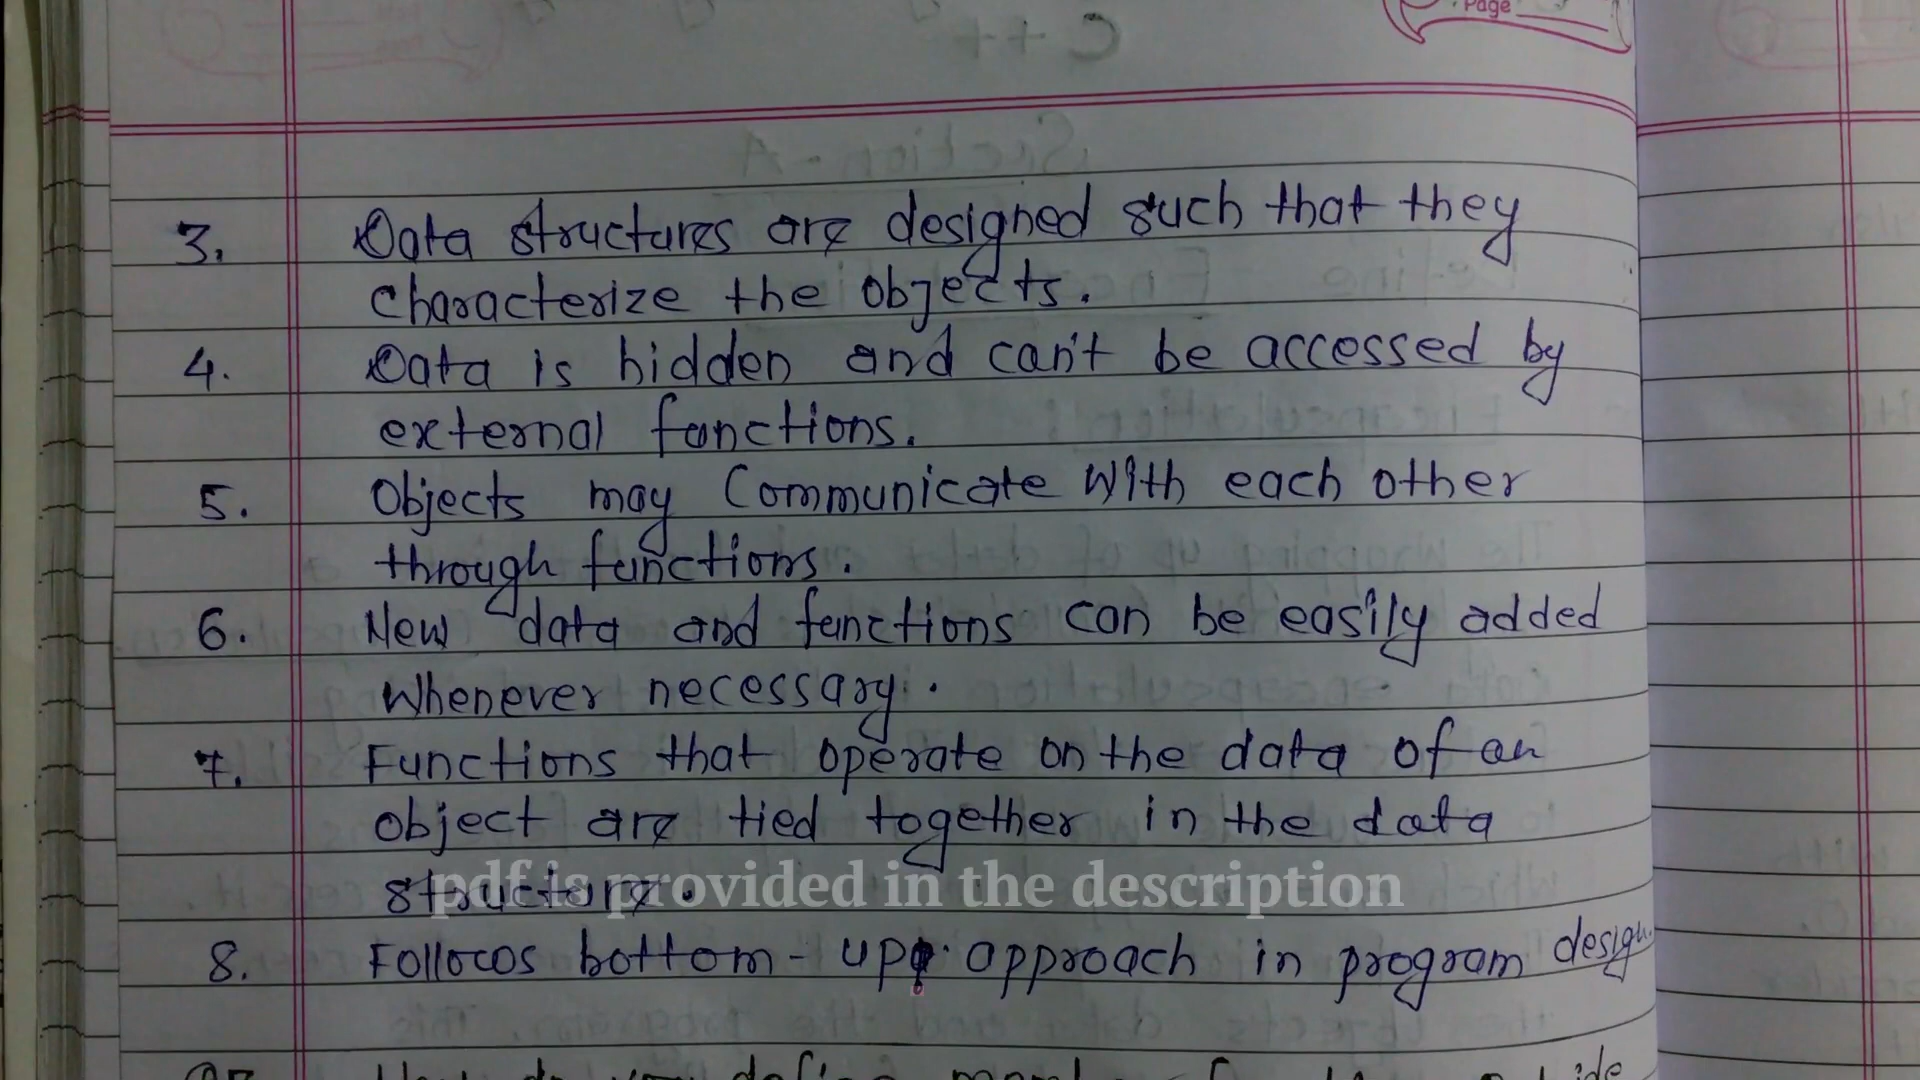 Page
3. Data structures are designed such that they
characterize the objects.
4. Data is hidden and can't be accessed by
external functions.
5. Objects may Communicate with each other
through functions.
6. New data and functions can be easily added
Whenever necessary.
7. Functions that operate on the data of an
object are tied together in the data
structure.
pdf is provided in the description
8. Follows bottom-up approach in program design.